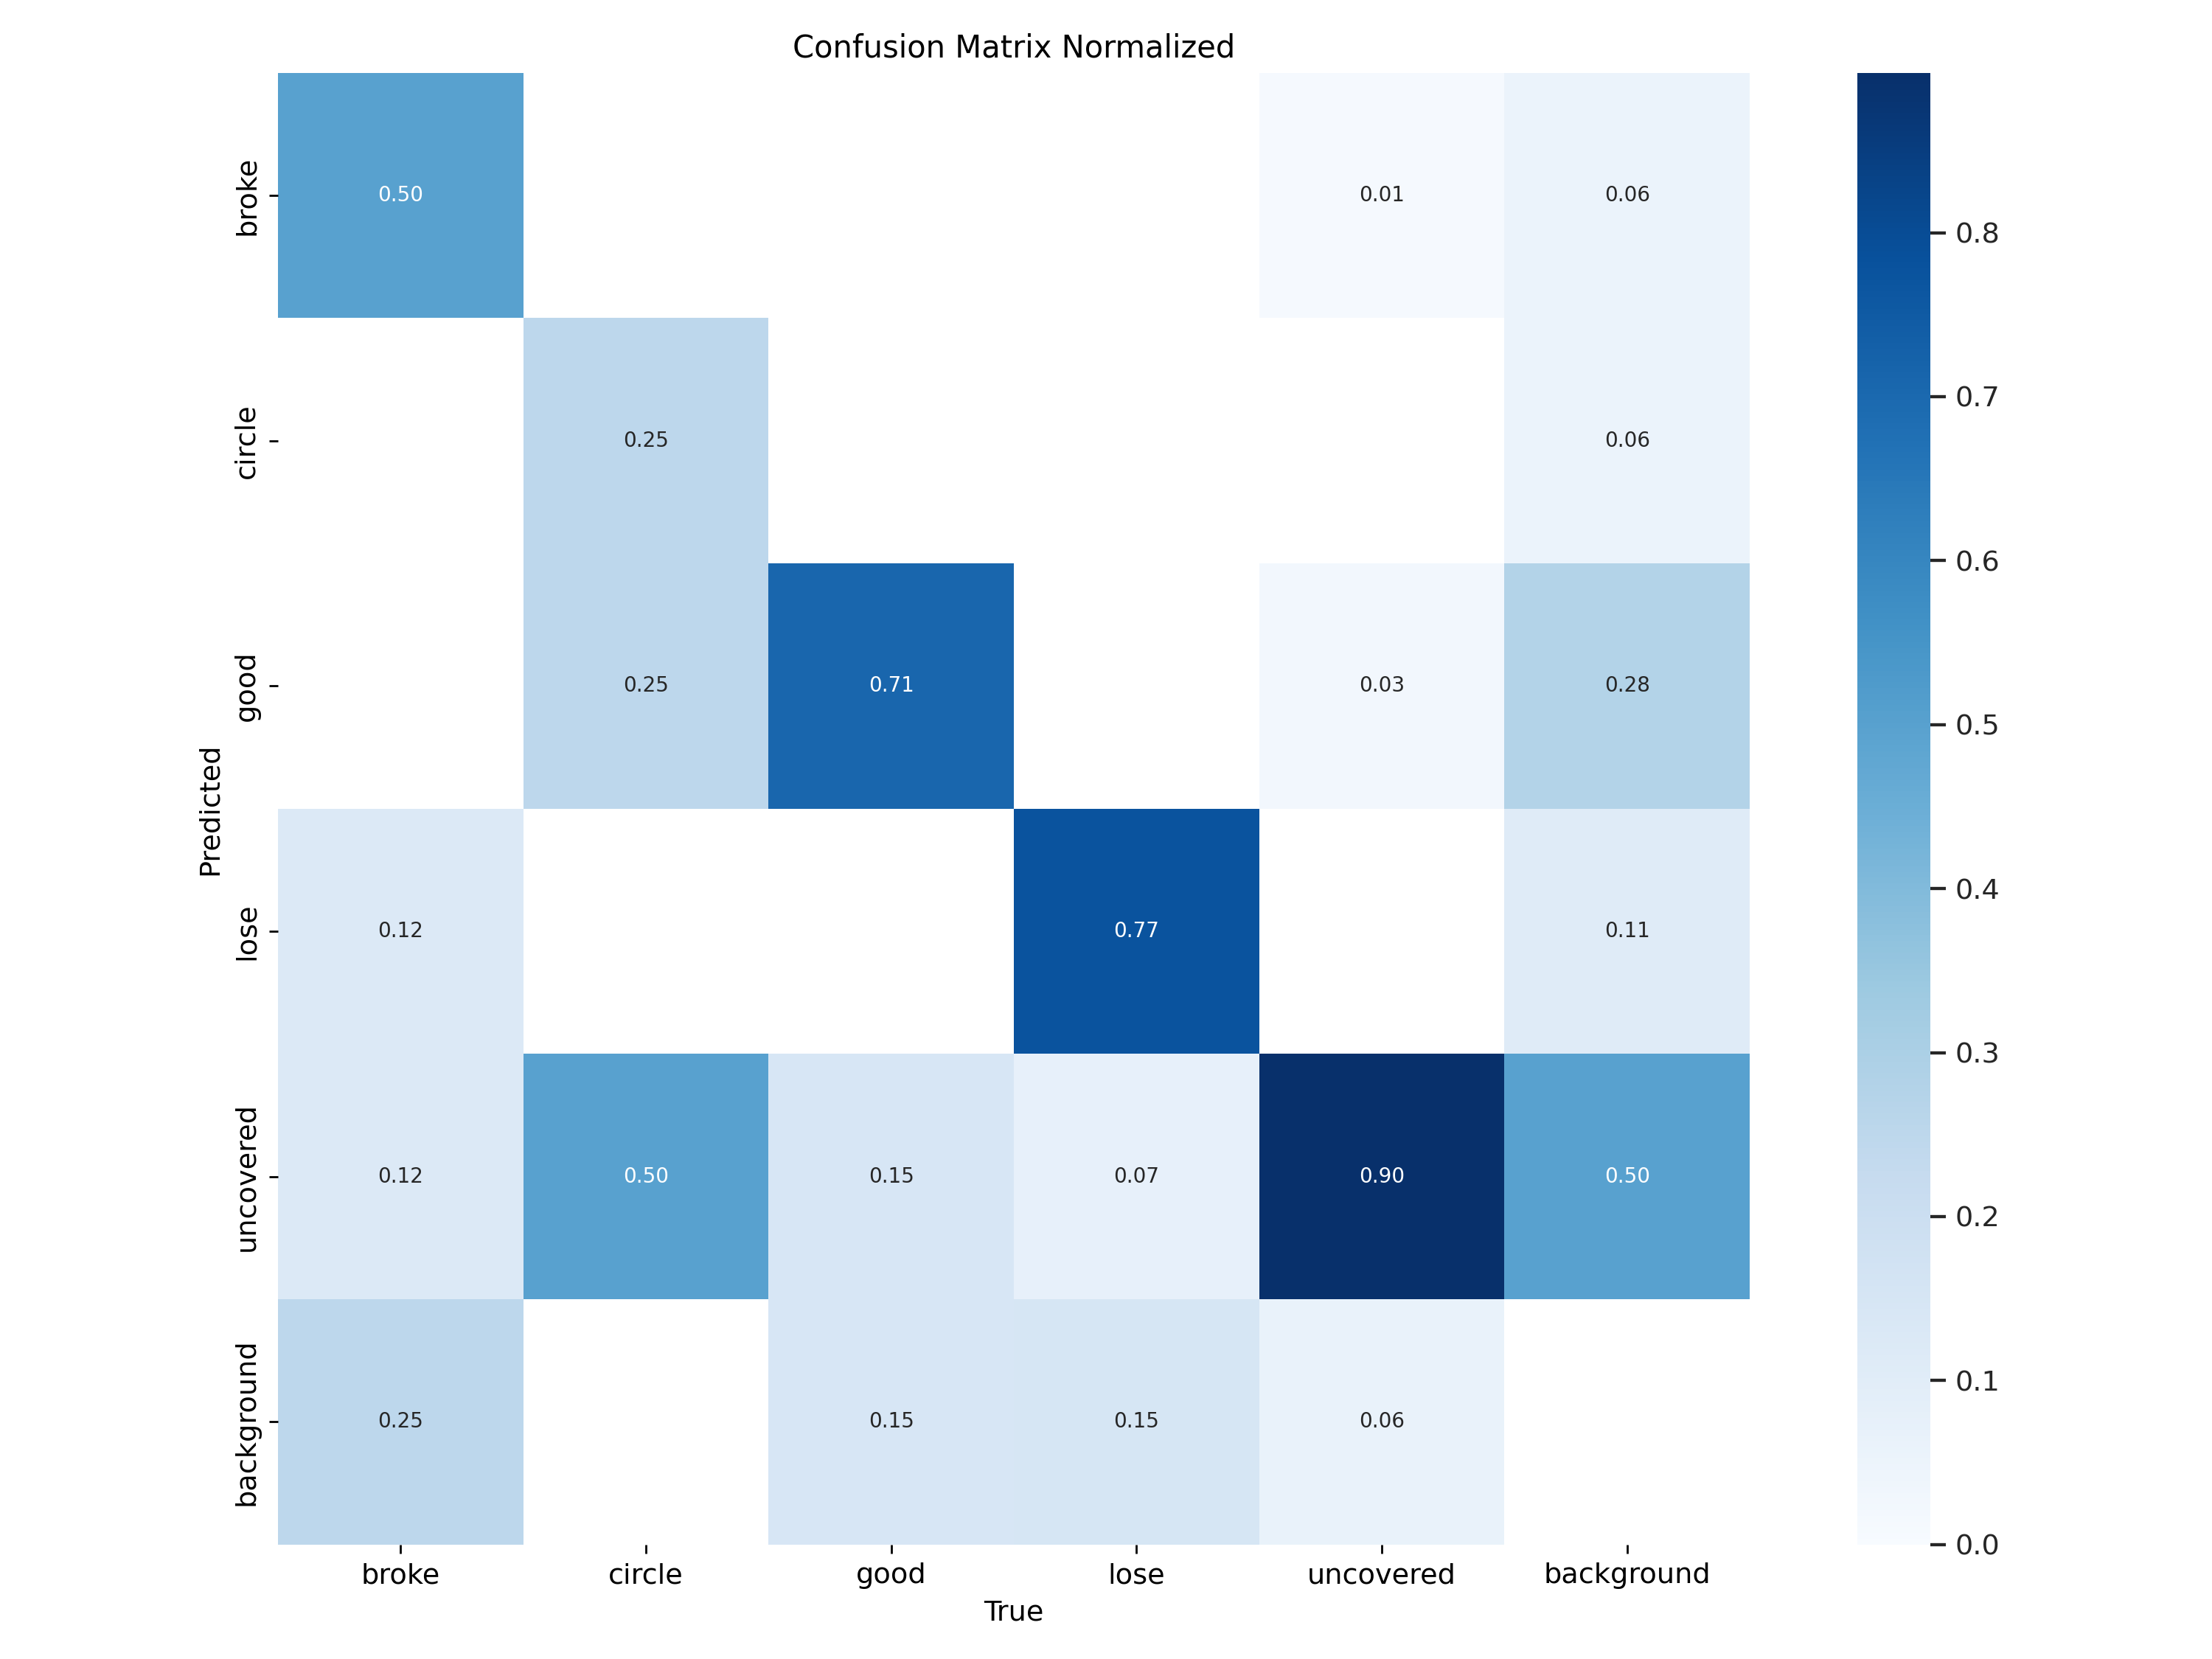 Confusion Matrix Normalized
broke
0.50
0.01
0.06
0.8
circle
0.25
0.06
0.7
0.6
good
0.25
0.71
0.03
0.28
0.5
Predicted
0.4
lose
0.12
0.77
0.11
0.3
uncovered
0.12
0.50
0.15
0.07
0.90
0.50
0.2
0.1
background
0.25
0.15
0.15
0.06
0.0
broke
circle
good
lose
uncovered
background
True